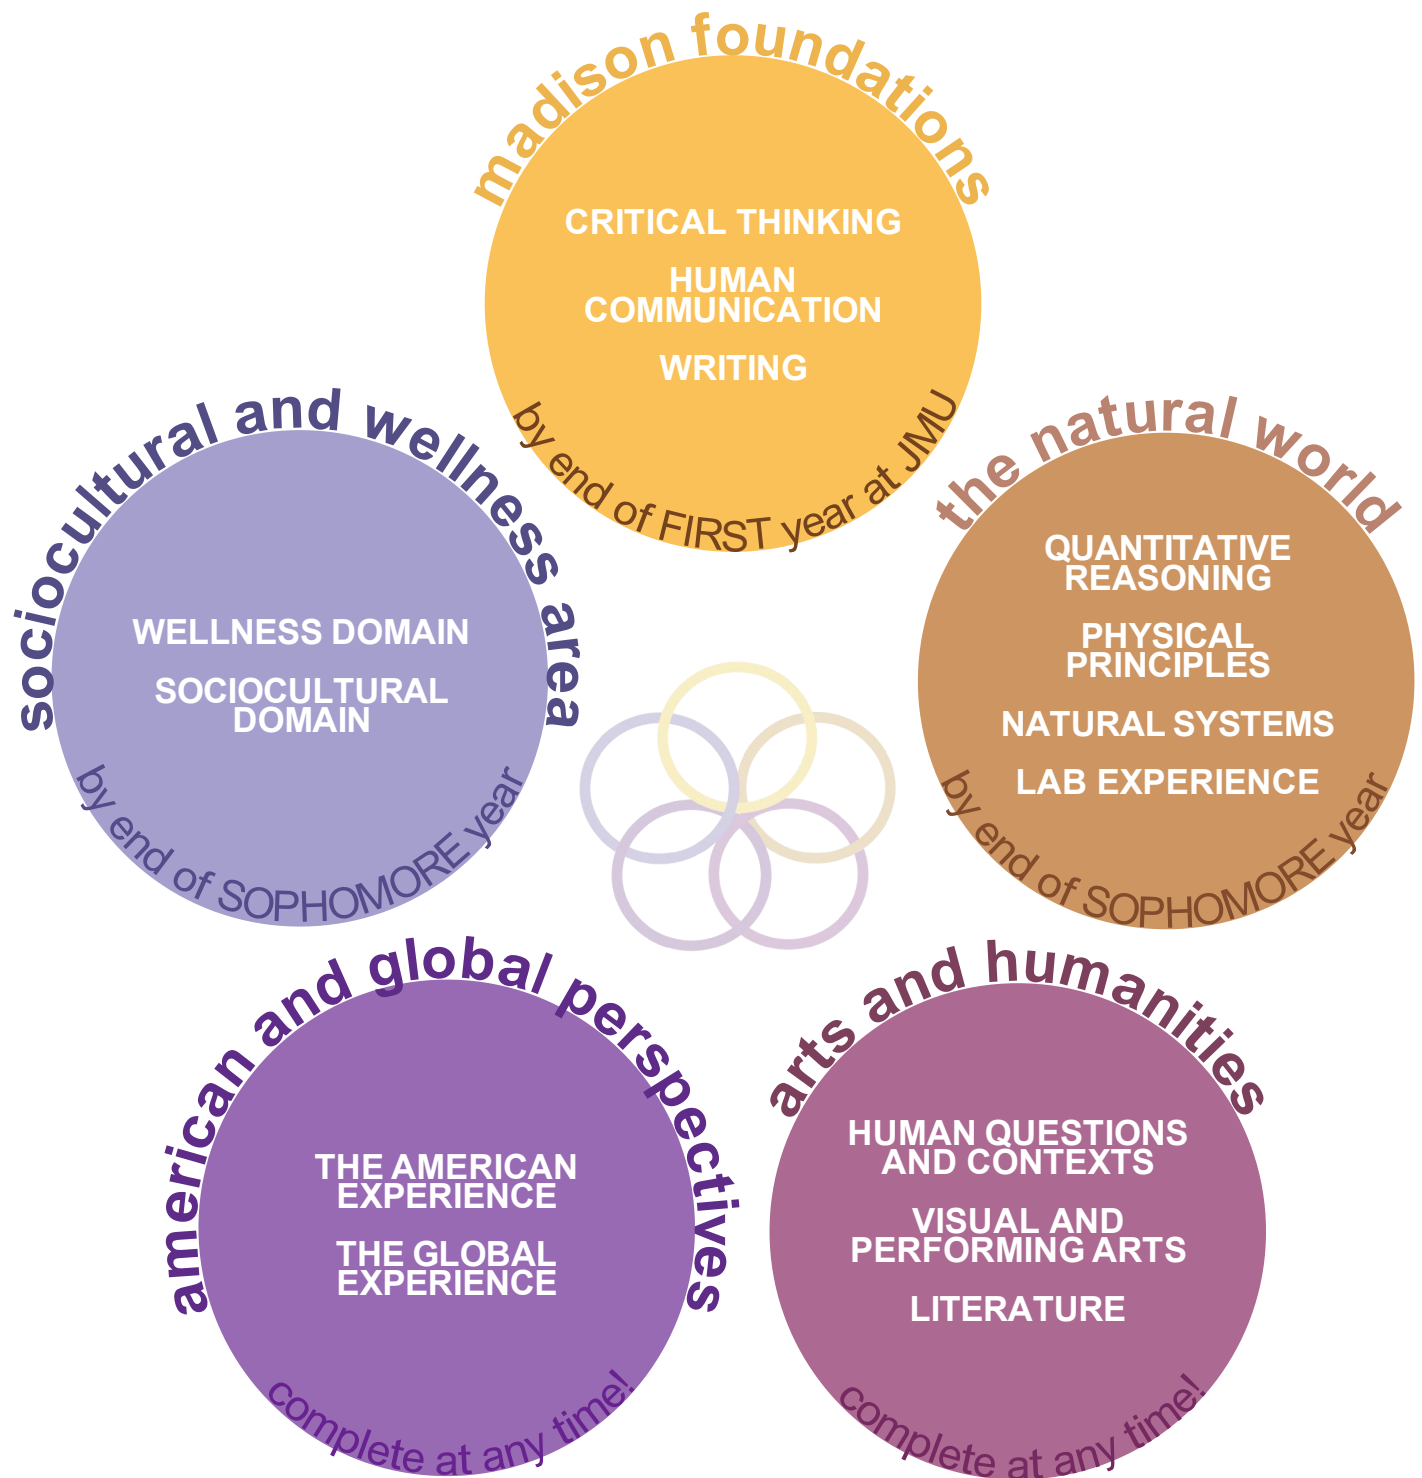 madison foundations
CRITICAL THINKING
HUMAN
COMMUNICATION
WRITING
by end of FIRST year at JMU
sociocultural and wellness area
WELLNESS DOMAIN
SOCIOCULTURAL
DOMAIN
by end of SOPHOMORE year
the natural world
QUANTITATIVE
REASONING
PHYSICAL
PRINCIPLES
NATURAL SYSTEMS
LAB EXPERIENCE
by end of SOPHOMORE year
american and global perspectives
THE AMERICAN
EXPERIENCE
THE GLOBAL
EXPERIENCE
complete at any time!
arts and humanities
HUMAN QUESTIONS
AND CONTEXTS
VISUAL AND
PERFORMING ARTS
LITERATURE
complete at any time!